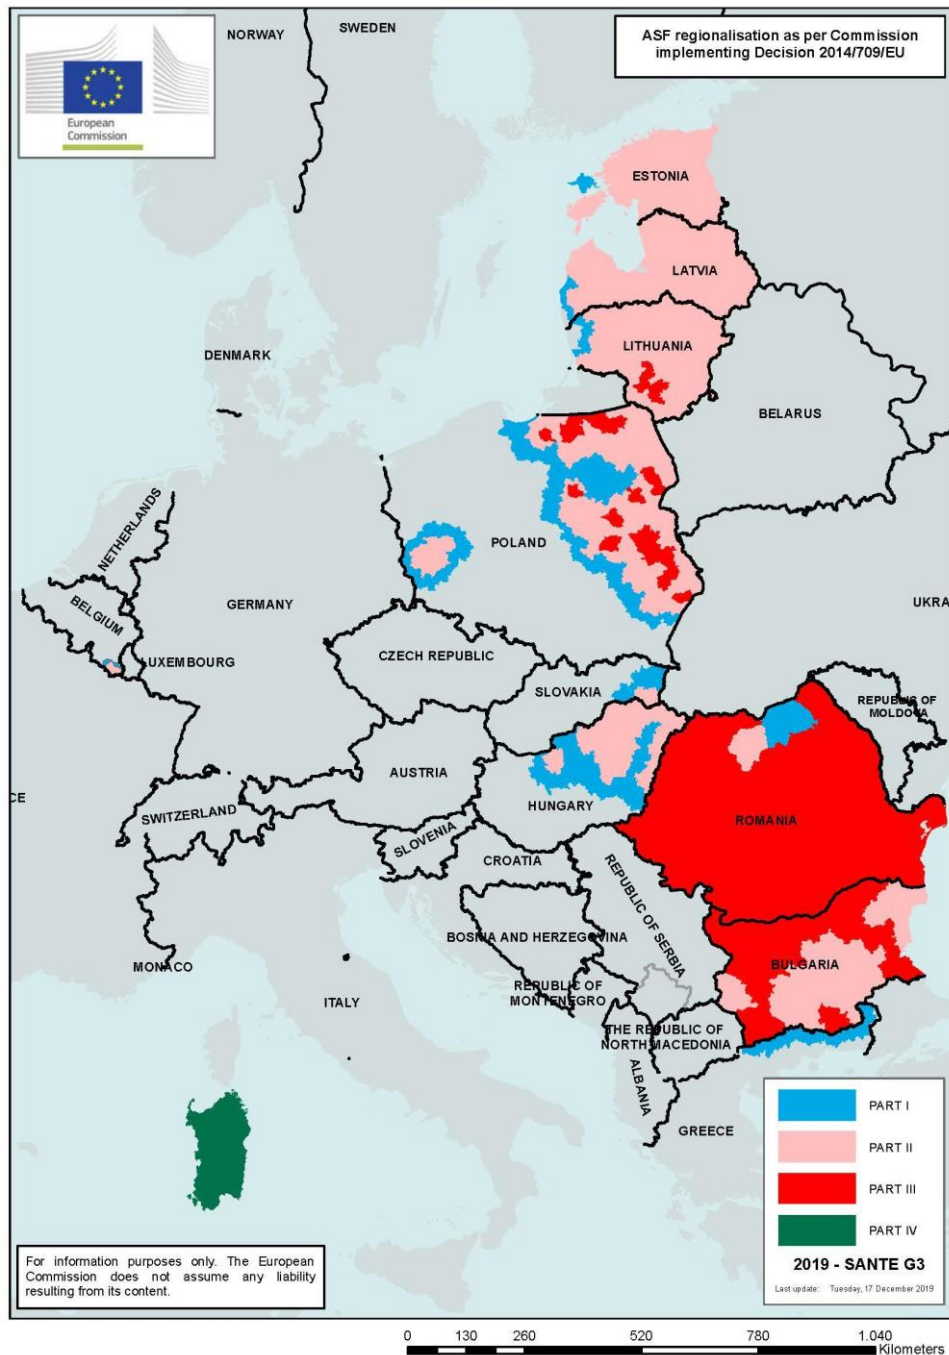 NORWAY
SWEDEN
ASF regionalisation as per Commission
implementing Decision 2014/709/EU
European
Commission
ESTONIA
LATVIA
LITHUANIA
DENMARK
BELARUS
NETHERLANDS
POLAND
BELGIUM
GERMANY
UKRA
LUXEMBOURG
CZECH REPUBLIC
SLOVAKIA
REPUBLIC OF
MOLDOVA
AUSTRIA
CE
HUNGARY
SWITZERLAND
ROMANIA
SLOVENIA
CROATIA
REPUBLIC OF SERBIA
BOSNIA AND HERZEGOVINA
BULGARIA
MONACO
ITALY
REPUBLIC OF
MONTENEGRO
THE REPUBLIC OF
NORTH MACEDONIA
ALBANIA
GREECE
PART I
PART II
PART III
PART IV
2019 - SANTE G3
Last update: Tuesday, 17 December 2019
For information purposes only. The European
Commission does not assume any liability
resulting from its content.
0 130 260 520 780 1.040
Kilometers